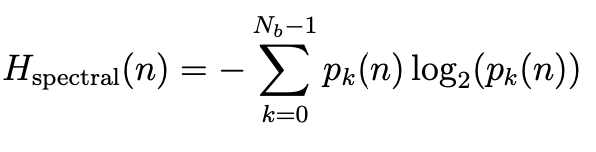 H_spectral(n) = − ∑_{k=0}^{N_b−1} p_k(n) log_2(p_k(n))